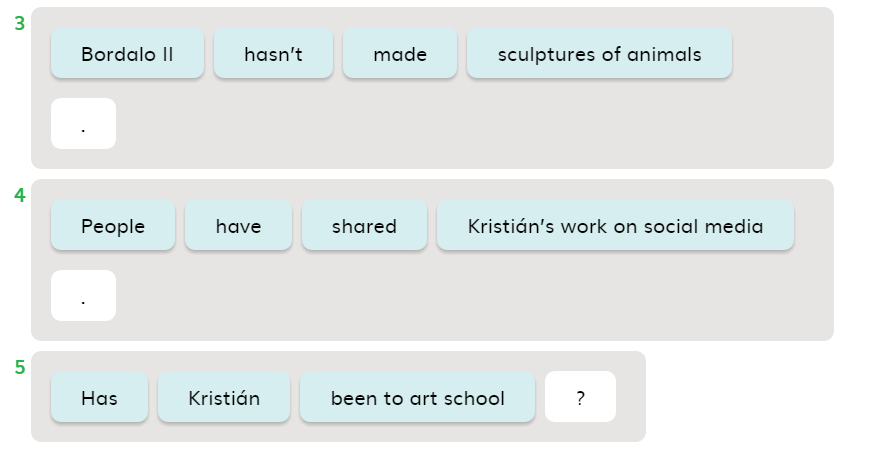 3
Bordalo II hasn’t made sculptures of animals
.
4
People have shared Kristián’s work on social media
.
5
Has Kristián been to art school ?